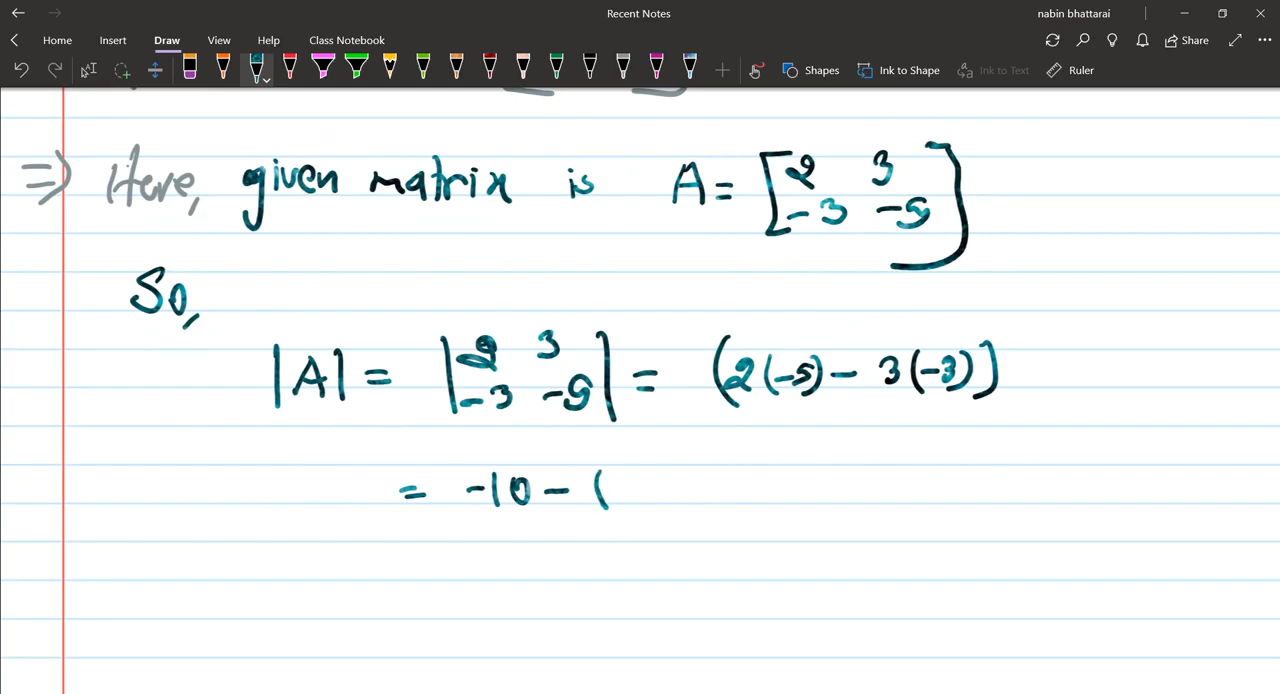 Recent Notes
nabin bhattarai
Home Insert Draw View Help Class Notebook
Share
Shapes Ink to Shape Ink to Text Ruler
⇒ Here, given matrix is A = [2 3
-3 -5]
So,
|A| = |2 3
-3 -5| = (2(-5) - 3(-3))
= -10 - (